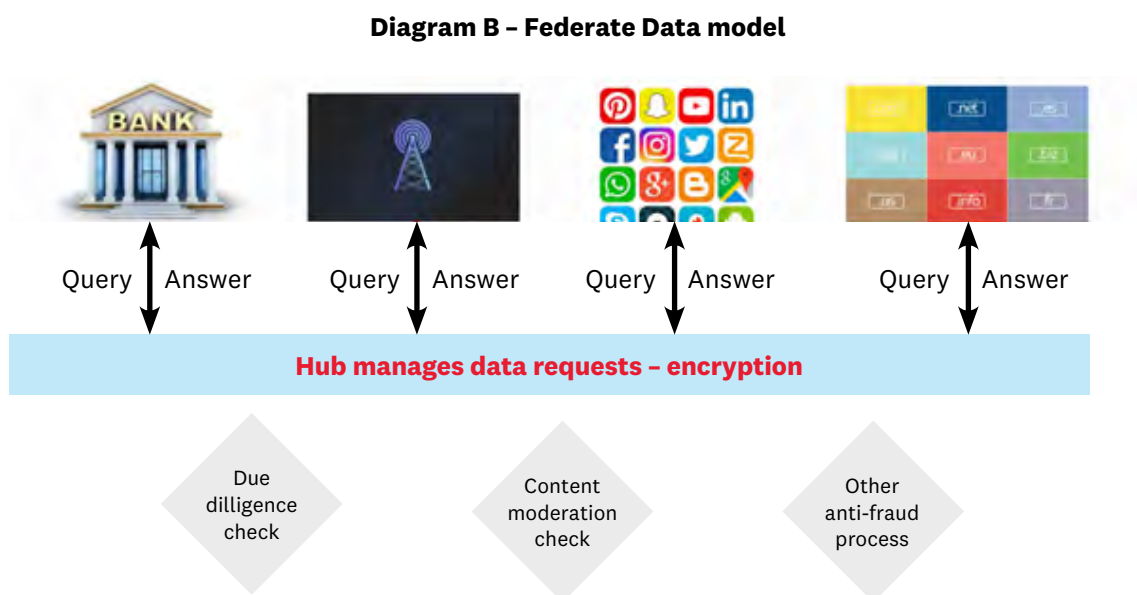 Diagram B – Federate Data model
BANK
.net
.es
.eu
.biz
.us
.info
.fr
Query Answer Query Answer Query Answer Query Answer
Hub manages data requests – encryption
Due
dilligence
check
Content
moderation
check
Other
anti-fraud
process